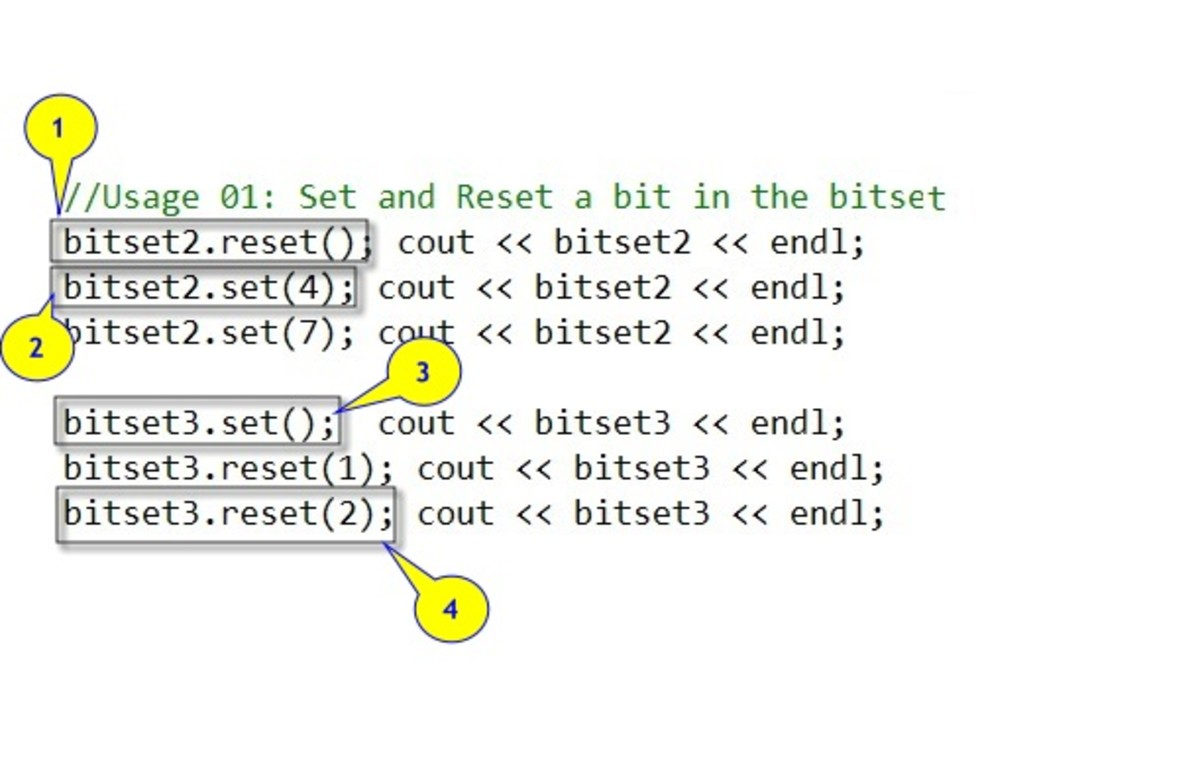 1
//Usage 01: Set and Reset a bit in the bitset
bitset2.reset(); cout << bitset2 << endl;
bitset2.set(4); cout << bitset2 << endl;
2
bitset2.set(7); cout << bitset2 << endl;
3
bitset3.set(); cout << bitset3 << endl;
bitset3.reset(1); cout << bitset3 << endl;
bitset3.reset(2); cout << bitset3 << endl;
4